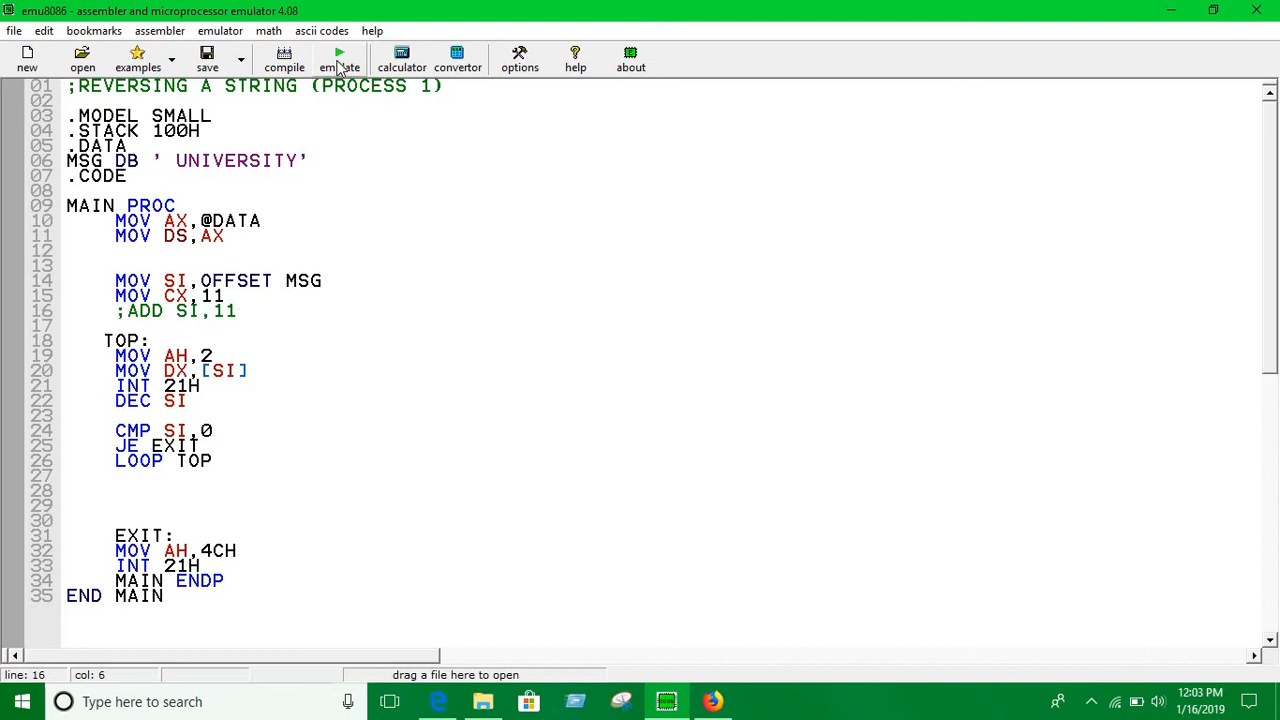 emu8086 - assembler and microprocessor emulator 4.08
file edit bookmarks assembler emulator math ascii codes help
new open examples save compile emulate calculator convertor options help about
01 ;REVERSING A STRING (PROCESS 1)
02
03 .MODEL SMALL
04 .STACK 100H
05 .DATA
06 MSG DB ' UNIVERSITY'
07 .CODE
08
09 MAIN PROC
10 MOV AX,@DATA
11 MOV DS,AX
12
13
14 MOV SI,OFFSET MSG
15 MOV CX,11
16 ;ADD SI,11
17
18 TOP:
19 MOV AH,2
20 MOV DX,[SI]
21 INT 21H
22 DEC SI
23
24 CMP SI,0
25 JE EXIT
26 LOOP TOP
27
28
29
30
31 EXIT:
32 MOV AH,4CH
33 INT 21H
34 MAIN ENDP
35 END MAIN
line: 16 col: 6 drag a file here to open
Type here to search
12:03 PM
1/16/2019